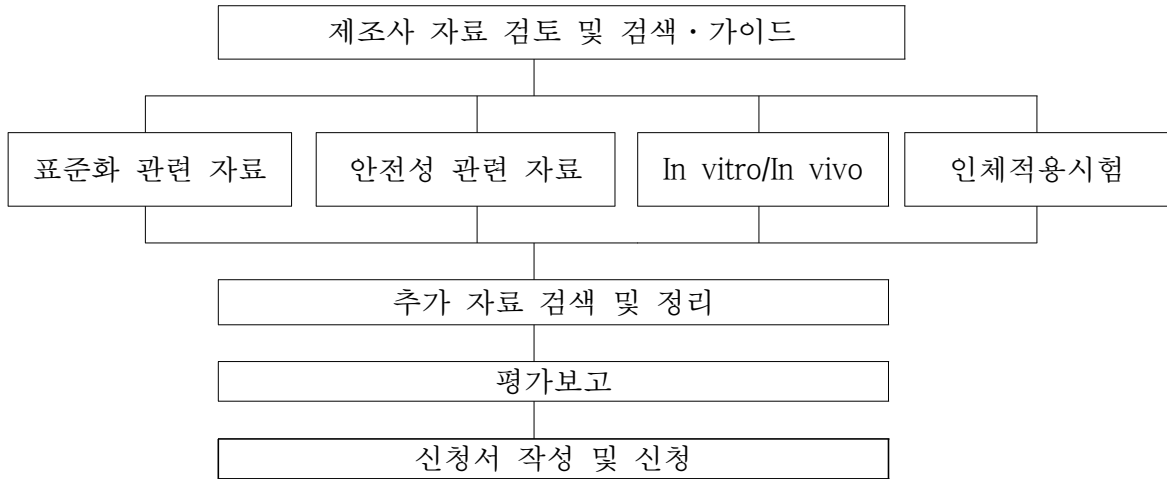 제조사 자료 검토 및 검색・가이드
표준화 관련 자료
안전성 관련 자료
In vitro/In vivo
인체적용시험
추가 자료 검색 및 정리
평가보고
신청서 작성 및 신청